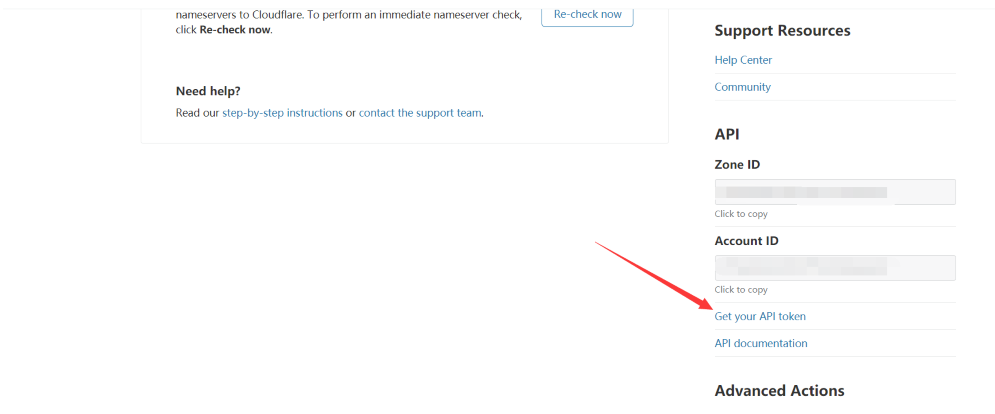 nameservers to Cloudflare. To perform an immediate nameserver check,
click Re-check now.
Re-check now
Need help?
Read our step-by-step instructions or contact the support team.
Support Resources
Help Center
Community
API
Zone ID
Click to copy
Account ID
Click to copy
Get your API token
API documentation
Advanced Actions